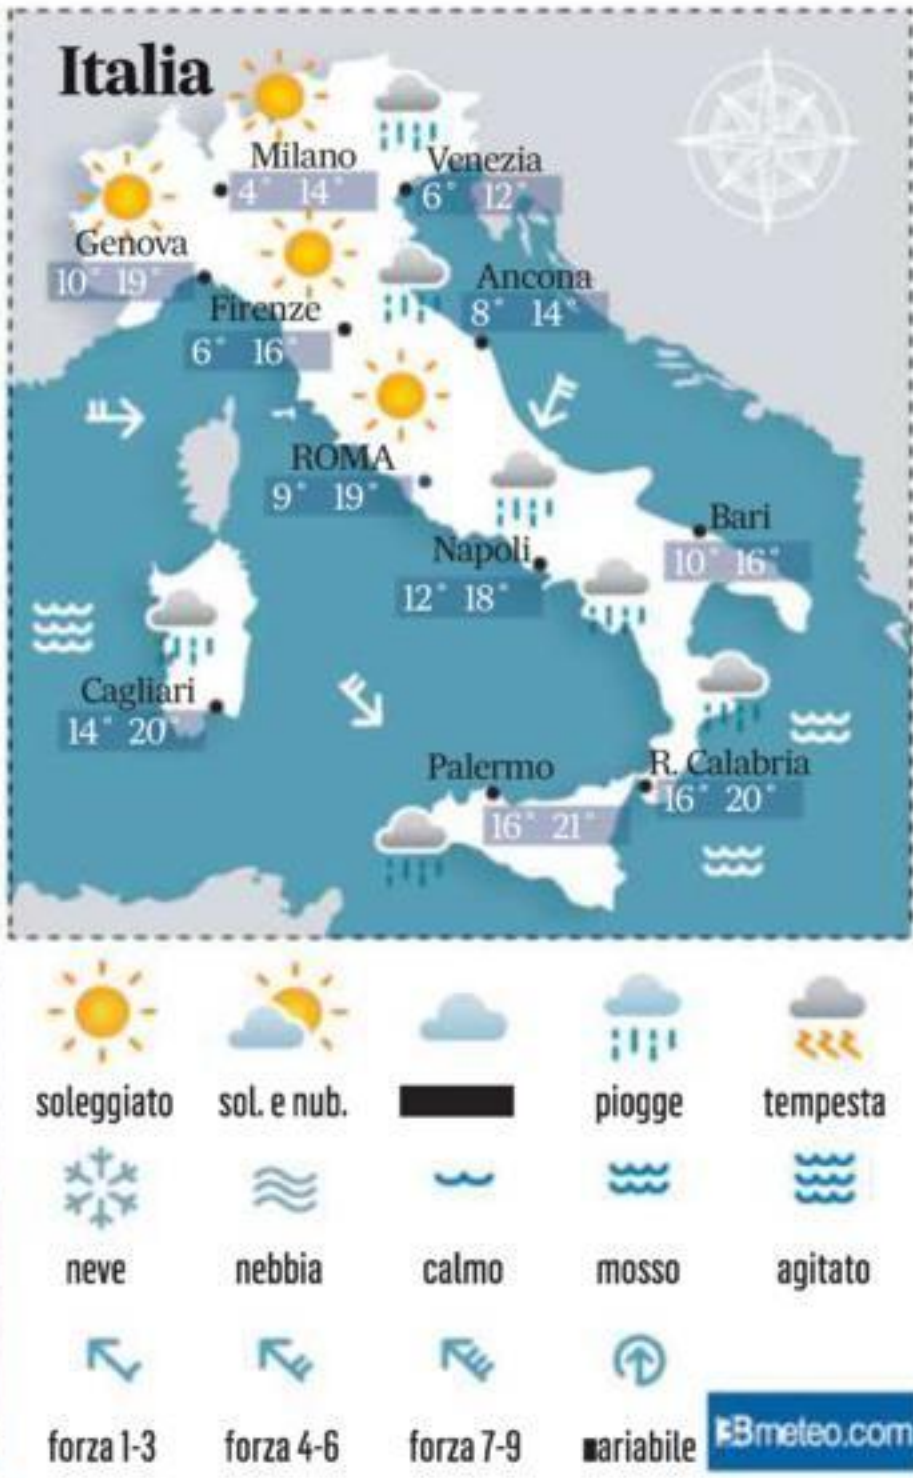 Italia
Milano
4° 14°
Venezia
6° 12°
Genova
10° 19°
Ancona
8° 14°
Firenze
6° 16°
ROMA
9° 19°
Bari
10° 16°
Napoli
12° 18°
Cagliari
14° 20°
Palermo
16° 21°
R. Calabria
16° 20°
soleggiato sol. e nub. piogge tempesta
neve nebbia calmo mosso agitato
forza 1-3 forza 4-6 forza 7-9 ariabile
3Bmeteo.com